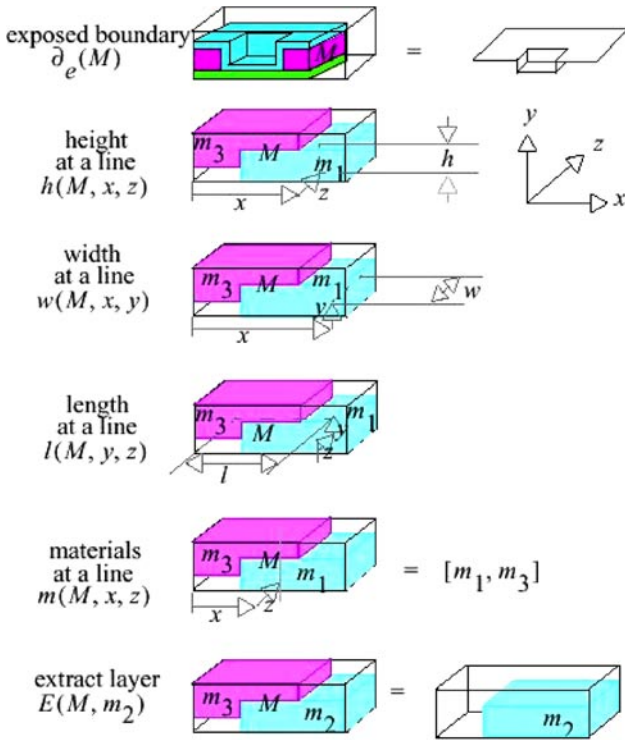 exposed boundary
∂e(M)
M
=
height
at a line
h(M, x, z)
m3
M
m1
h
x
z
y
z
x
width
at a line
w(M, x, y)
m3
M
m1
w
y
x
length
at a line
l(M, y, z)
m3
m1
M
y
z
l
materials
at a line
m(M, x, z)
m3
M
m1
= [m1, m3]
x
z
extract layer
E(M, m2)
m3
M
m2
=
m2